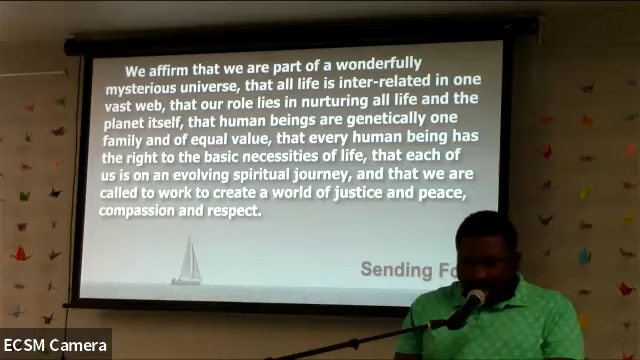 We affirm that we are part of a wonderfully
mysterious universe, that all life is inter-related in one
vast web, that our role lies in nurturing all life and the
planet itself, that human beings are genetically one
family and of equal value, that every human being has
the right to the basic necessities of life, that each of
us is on an evolving spiritual journey, and that we are
called to work to create a world of justice and peace,
compassion and respect.
Sending
ECSM Camera